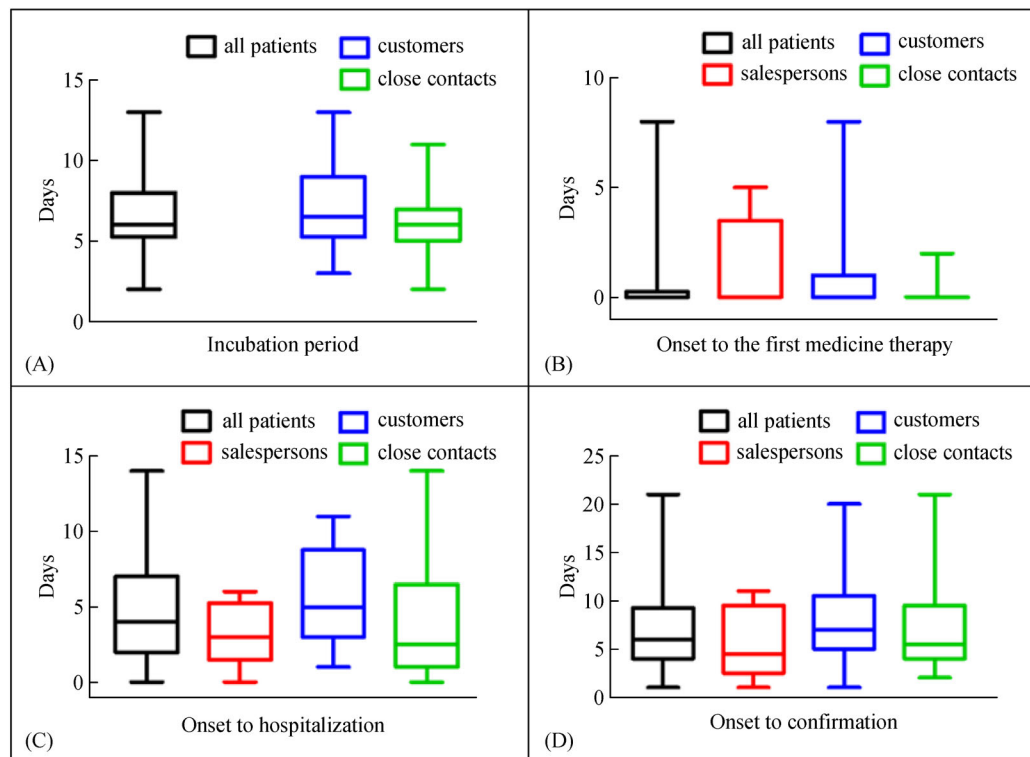 all patients customers
close contacts
15
10
5
0
Days
Incubation period
(A)
all patients customers
salespersons close contacts
10
5
0
Days
Onset to the first medicine therapy
(B)
all patients customers
salespersons close contacts
15
10
5
0
Days
Onset to hospitalization
(C)
all patients customers
salespersons close contacts
25
20
15
10
5
0
Days
Onset to confirmation
(D)